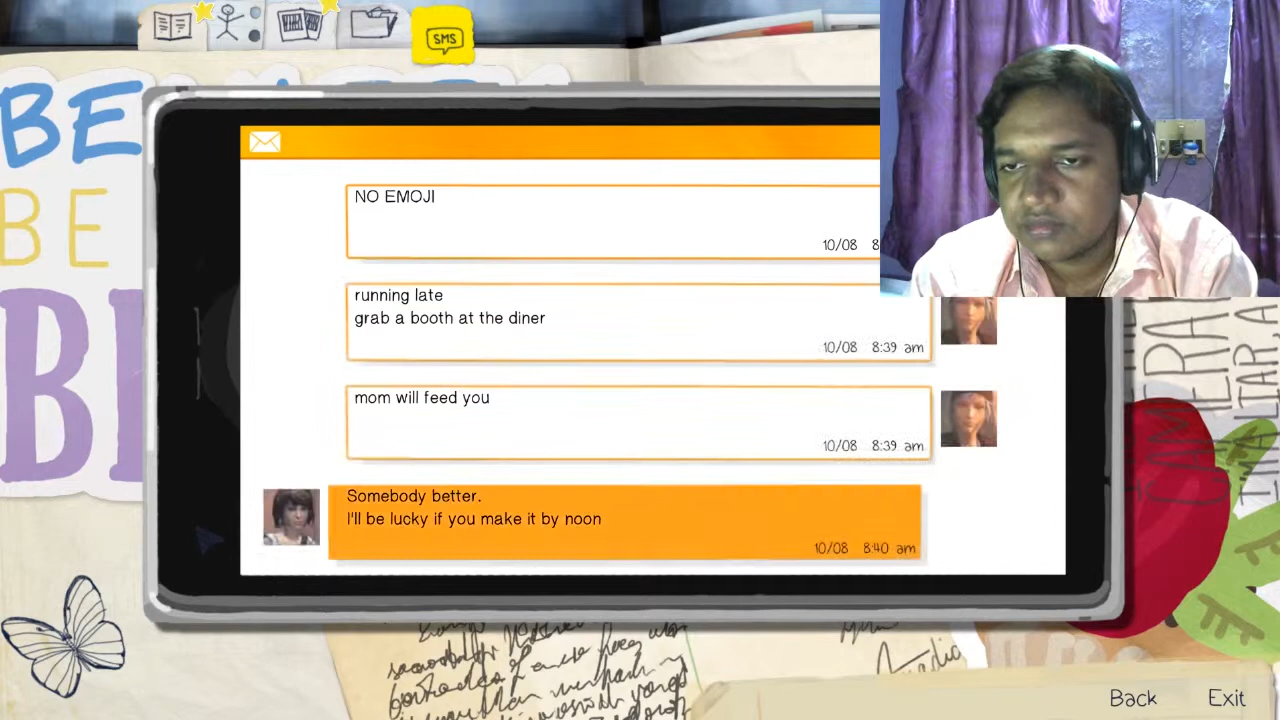 SMS
BE
BE
NO EMOJI
10/08 8
running late
grab a booth at the diner
10/08 8:39 am
mom will feed you
10/08 8:39 am
Somebody better.
I'll be lucky if you make it by noon
10/08 8:40 am
CAMERA
Back Exit